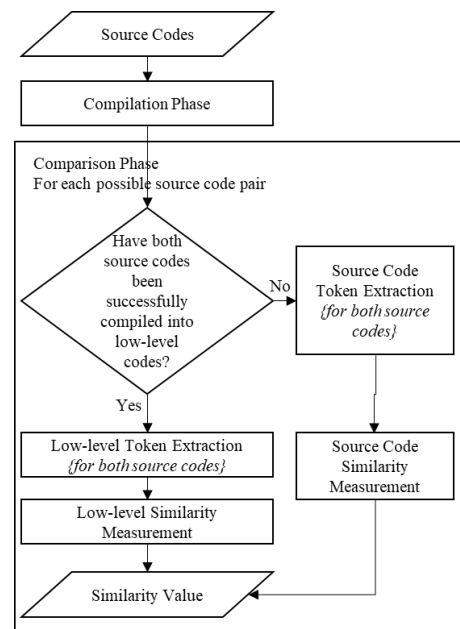 Source Codes
Compilation Phase
Comparison Phase
For each possible source code pair
Have both
source codes
been
successfully
compiled into
low-level
codes?
No
Source Code
Token Extraction
{for both source
codes}
Yes
Low-level Token Extraction
{for both source codes}
Source Code
Similarity
Measurement
Low-level Similarity
Measurement
Similarity Value